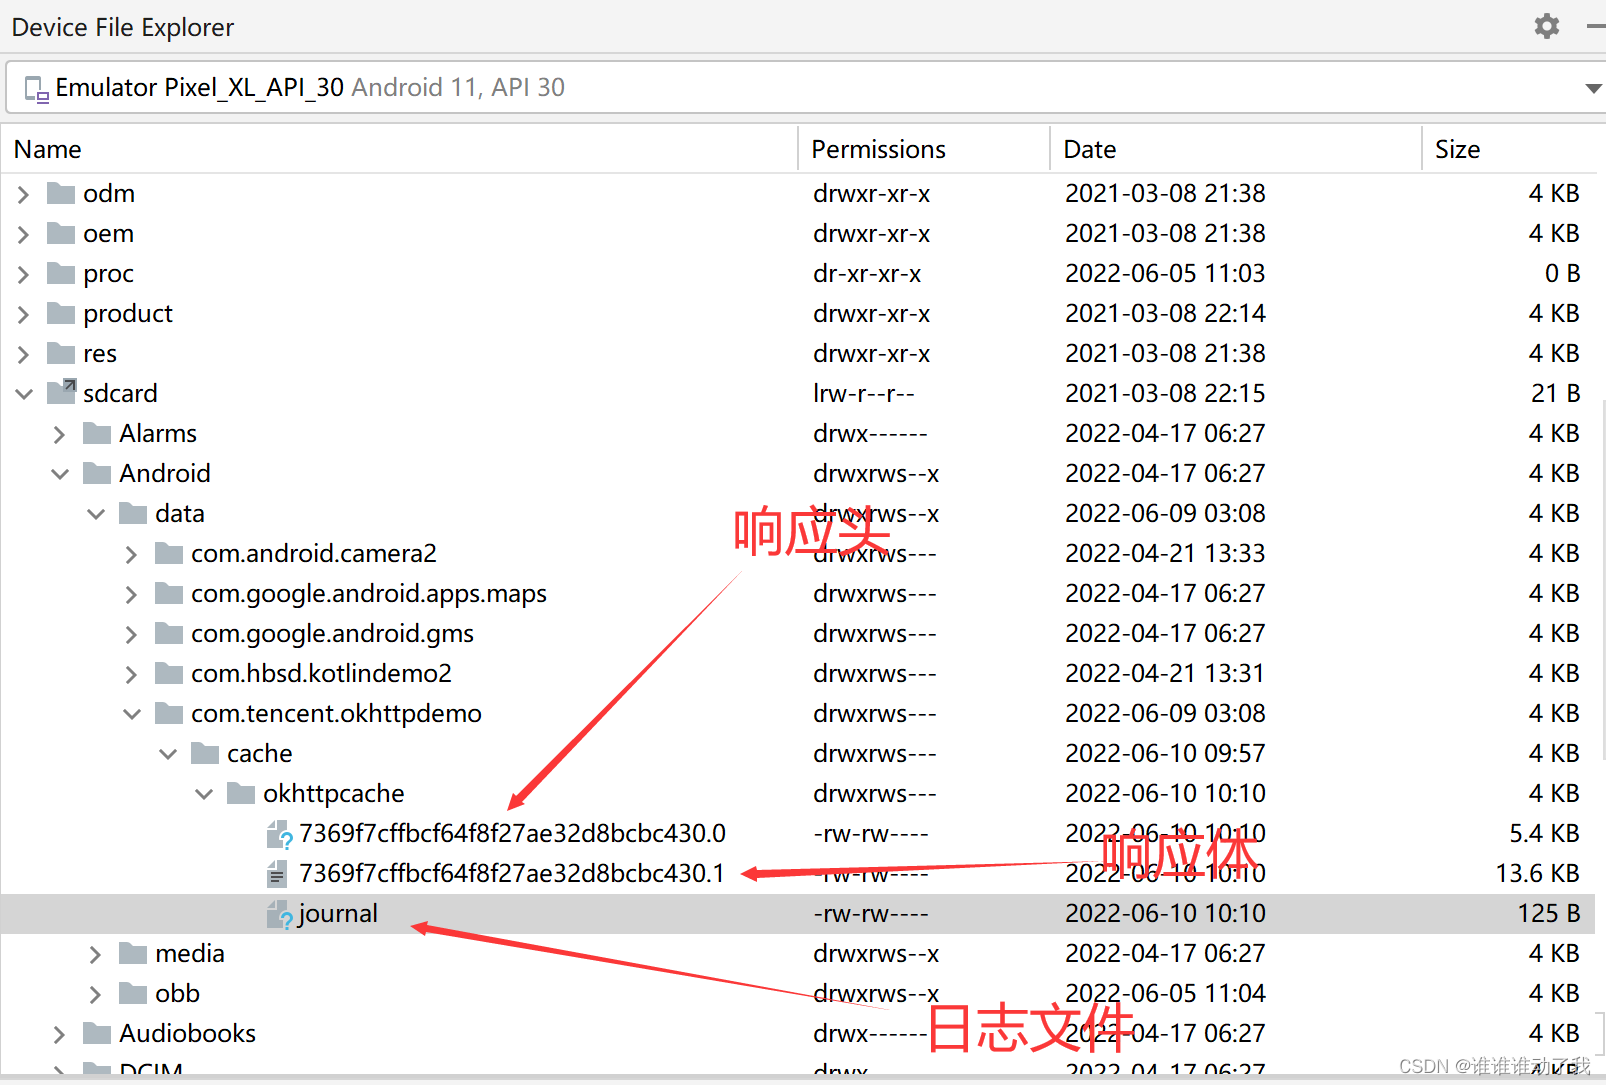 Device File Explorer
Emulator Pixel_XL_API_30 Android 11, API 30
Name Permissions Date Size
odm drwxr-xr-x 2021-03-08 21:38 4 KB
oem drwxr-xr-x 2021-03-08 21:38 4 KB
proc dr-xr-xr-x 2022-06-05 11:03 0 B
product drwxr-xr-x 2021-03-08 22:14 4 KB
res drwxr-xr-x 2021-03-08 21:38 4 KB
sdcard lrw-r--r-- 2021-03-08 22:15 21 B
Alarms drwx------ 2022-04-17 06:27 4 KB
Android drwxrws--x 2022-04-17 06:27 4 KB
data drwxrws--x 2022-06-09 03:08 4 KB
响应头
com.android.camera2 drwxrws--- 2022-04-21 13:33 4 KB
com.google.android.apps.maps drwxrws--- 2022-04-17 06:27 4 KB
com.google.android.gms drwxrws--- 2022-04-17 06:27 4 KB
com.hbsd.kotlindemo2 drwxrws--- 2022-04-21 13:31 4 KB
com.tencent.okhttpdemo drwxrws--- 2022-06-09 03:08 4 KB
cache drwxrws--- 2022-06-10 09:57 4 KB
okhttpcache drwxrws--- 2022-06-10 10:10 4 KB
7369f7cffbcf64f8f27ae32d8bcbc430.0 -rw-rw---- 2022-06-10 10:10 5.4 KB
响应体
7369f7cffbcf64f8f27ae32d8bcbc430.1 -rw-rw---- 2022-06-10 10:10 13.6 KB
journal -rw-rw---- 2022-06-10 10:10 125 B
media drwxrws--x 2022-04-17 06:27 4 KB
obb drwxrws--x 2022-06-05 11:04 4 KB
日志文件
Audiobooks drwx------ 2022-04-17 06:27 4 KB
DCIM drwx------ 2022-04-17 06:27 4 KB
CSDN @谁谁谁动了我